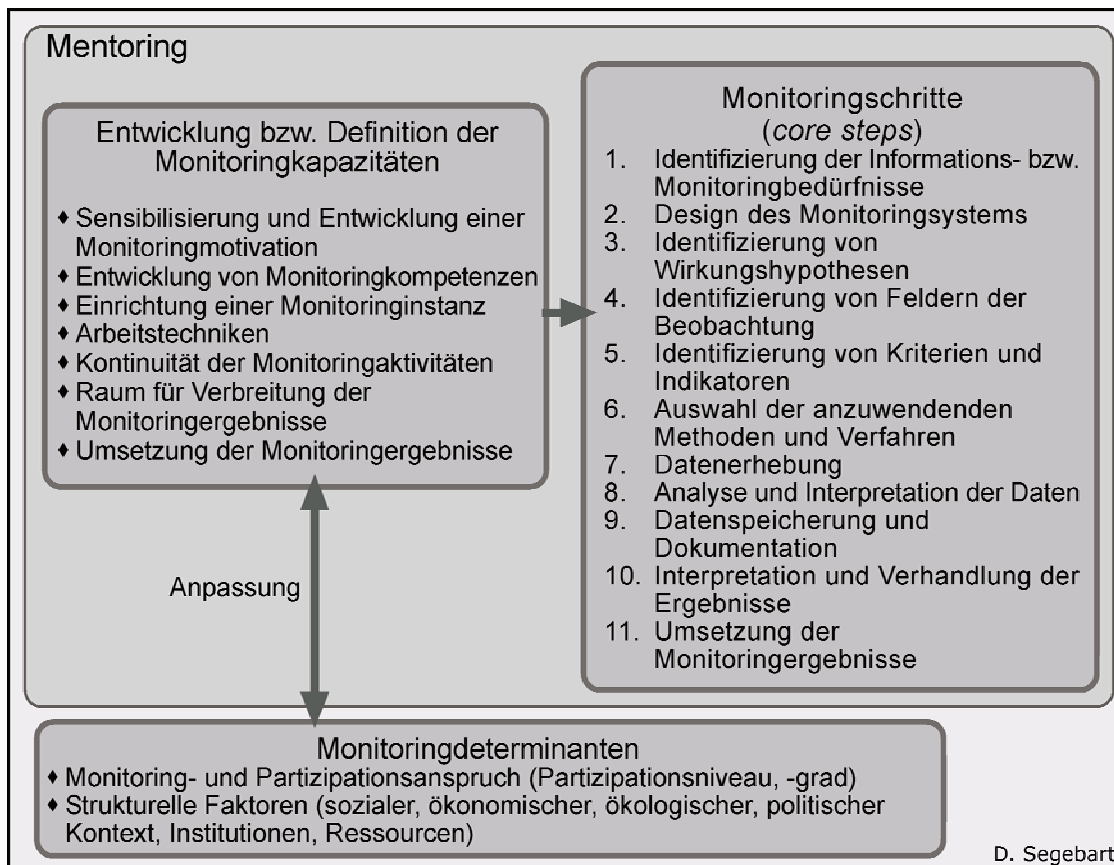 Mentoring
Entwicklung bzw. Definition der
Monitoringkapazitäten
♦ Sensibilisierung und Entwicklung einer
Monitoringmotivation
♦ Entwicklung von Monitoringkompetenzen
♦ Einrichtung einer Monitoringinstanz
♦ Arbeitstechniken
♦ Kontinuität der Monitoringaktivitäten
♦ Raum für Verbreitung der
Monitoringergebnisse
♦ Umsetzung der Monitoringergebnisse
Monitoringschritte
(core steps)
1. Identifizierung der Informations- bzw.
Monitoringbedürfnisse
2. Design des Monitoringsystems
3. Identifizierung von
Wirkungshypothesen
4. Identifizierung von Feldern der
Beobachtung
5. Identifizierung von Kriterien und
Indikatoren
6. Auswahl der anzuwendenden
Methoden und Verfahren
7. Datenerhebung
8. Analyse und Interpretation der Daten
9. Datenspeicherung und
Dokumentation
10. Interpretation und Verhandlung der
Ergebnisse
11. Umsetzung der
Monitoringergebnisse
Anpassung
Monitoringdeterminanten
♦ Monitoring- und Partizipationsanspruch (Partizipationsniveau, -grad)
♦ Strukturelle Faktoren (sozialer, ökonomischer, ökologischer, politischer
Kontext, Institutionen, Ressourcen)
D. Segebart